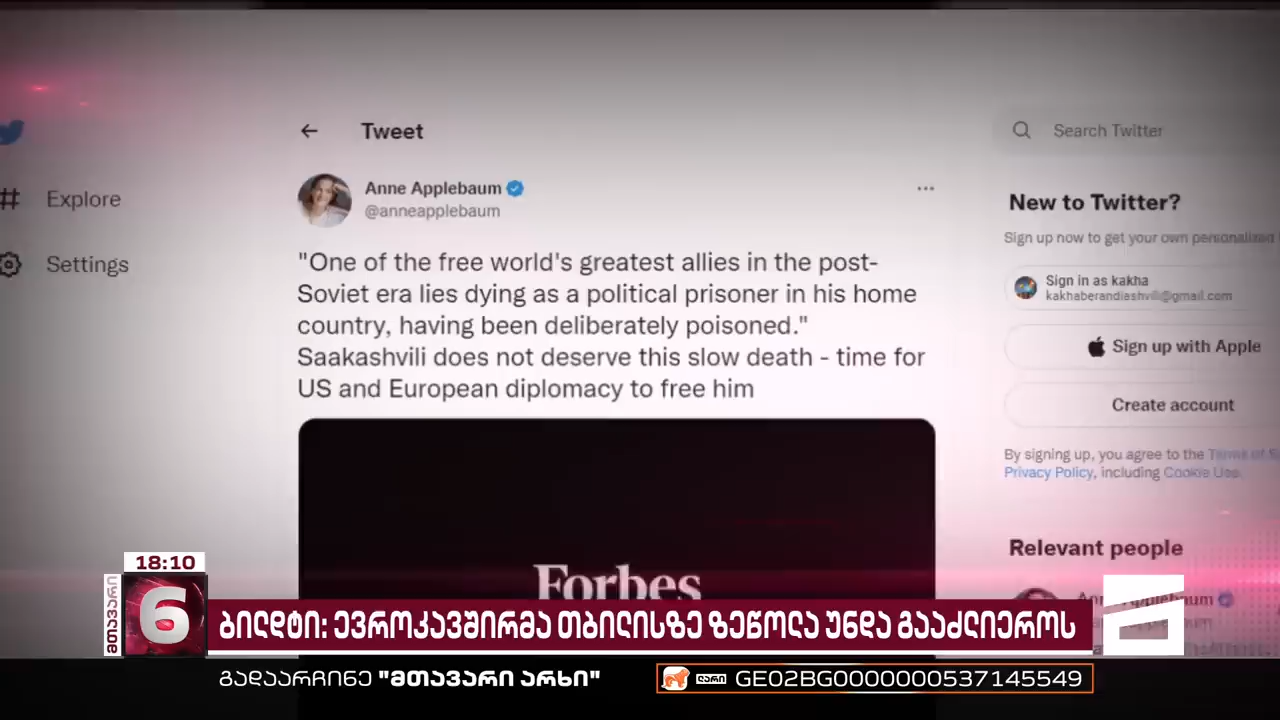 Tweet
Search Twitter
Explore
Settings
Anne Applebaum
@anneapplebaum
"One of the free world's greatest allies in the post-
Soviet era lies dying as a political prisoner in his home
country, having been deliberately poisoned."
Saakashvili does not deserve this slow death - time for
US and European diplomacy to free him
Forbes
New to Twitter?
Sign up now to get your own personalized
Sign in as kakha
kakhaberandiashvili@gmail.com
Sign up with Apple
Create account
By signing up, you agree to the Terms of S
Privacy Policy, including Cookie Use.
Relevant people
Anne Applebaum
18:10
მთავარი
6
ბილდტი: ევროკავშირმა თბილისზე ზეწოლა უნდა გააძლიეროს
გადაარჩინე "მთავარი არხი"
ლარი GE02BG0000000537145549